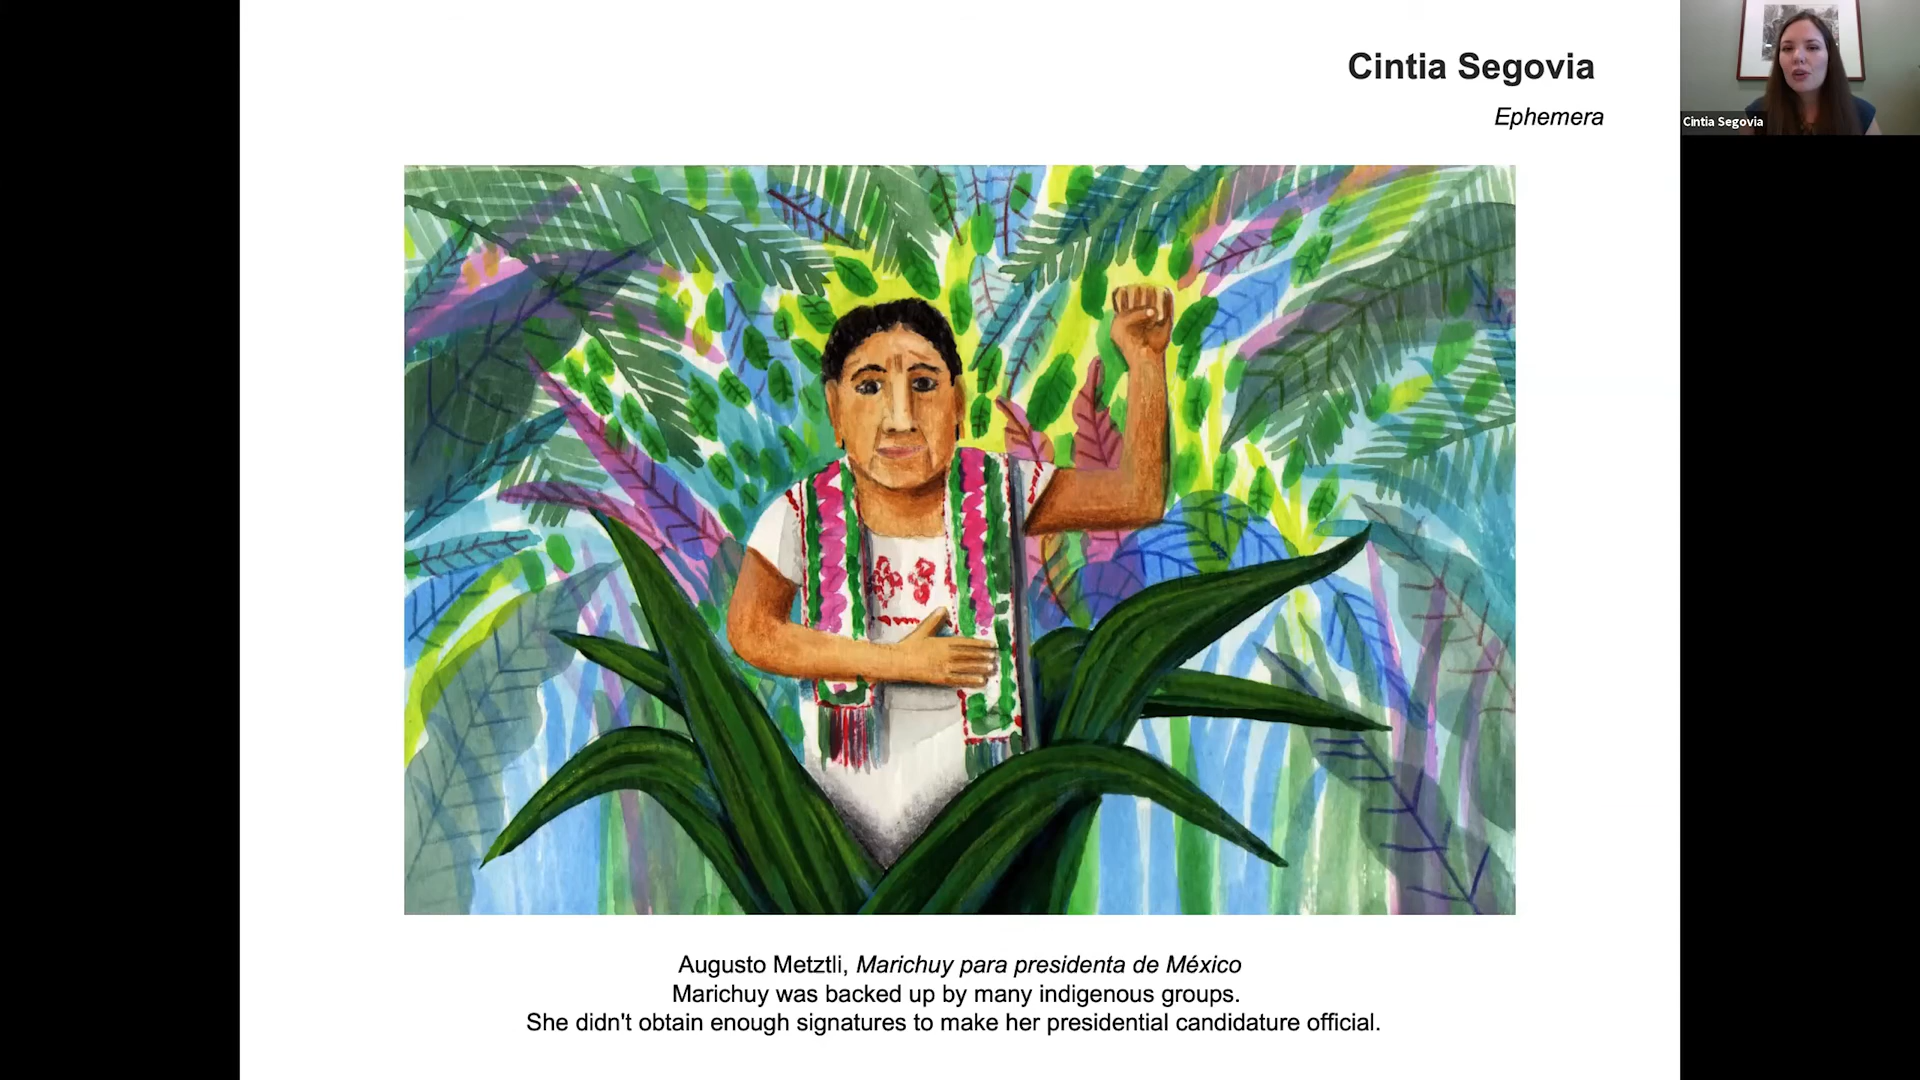 Cintia Segovia
Ephemera
Cintia Segovia
Augusto Metztli, Marichuy para presidenta de México
Marichuy was backed up by many indigenous groups.
She didn't obtain enough signatures to make her presidential candidature official.